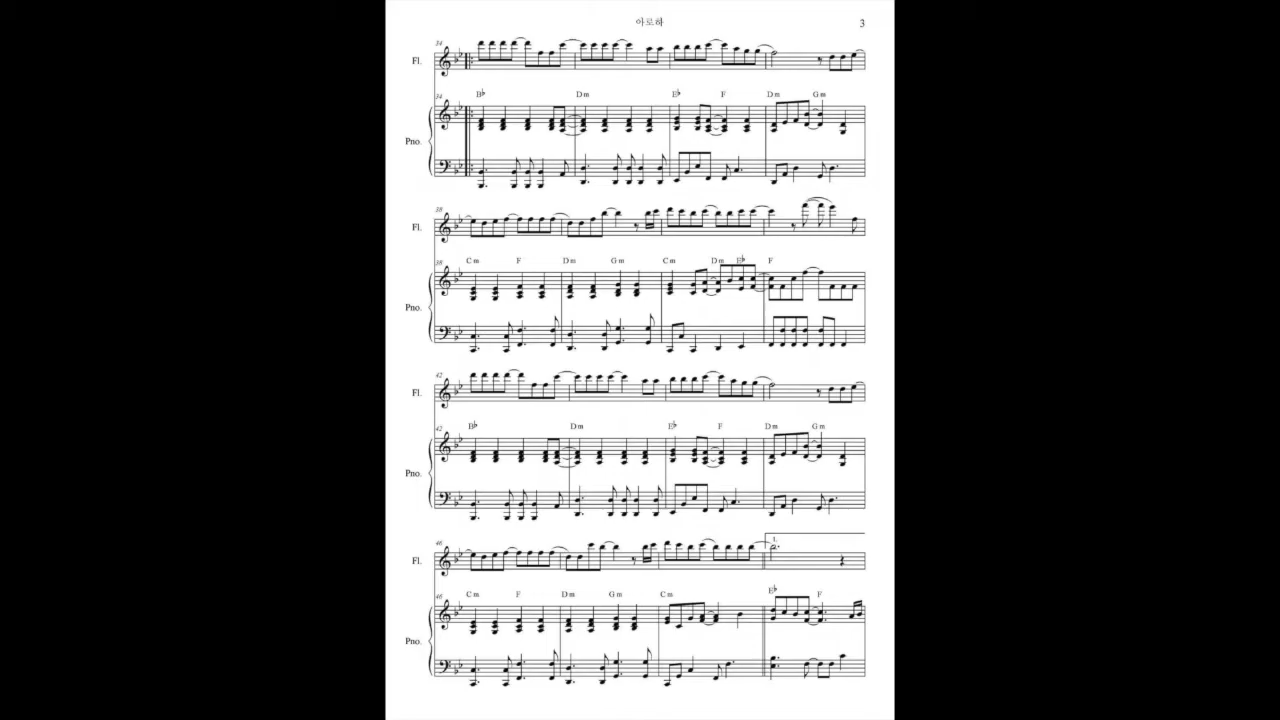 아로하 3
34
Fl.
34 B♭ Dm E♭ F Dm Gm
Pno.
38
Fl.
38 Cm F Dm Gm Cm Dm E♭ F
Pno.
42
Fl.
42 B♭ Dm E♭ F Dm Gm
Pno.
46 1.
Fl.
46 Cm F Dm Gm Cm E♭ F
Pno.